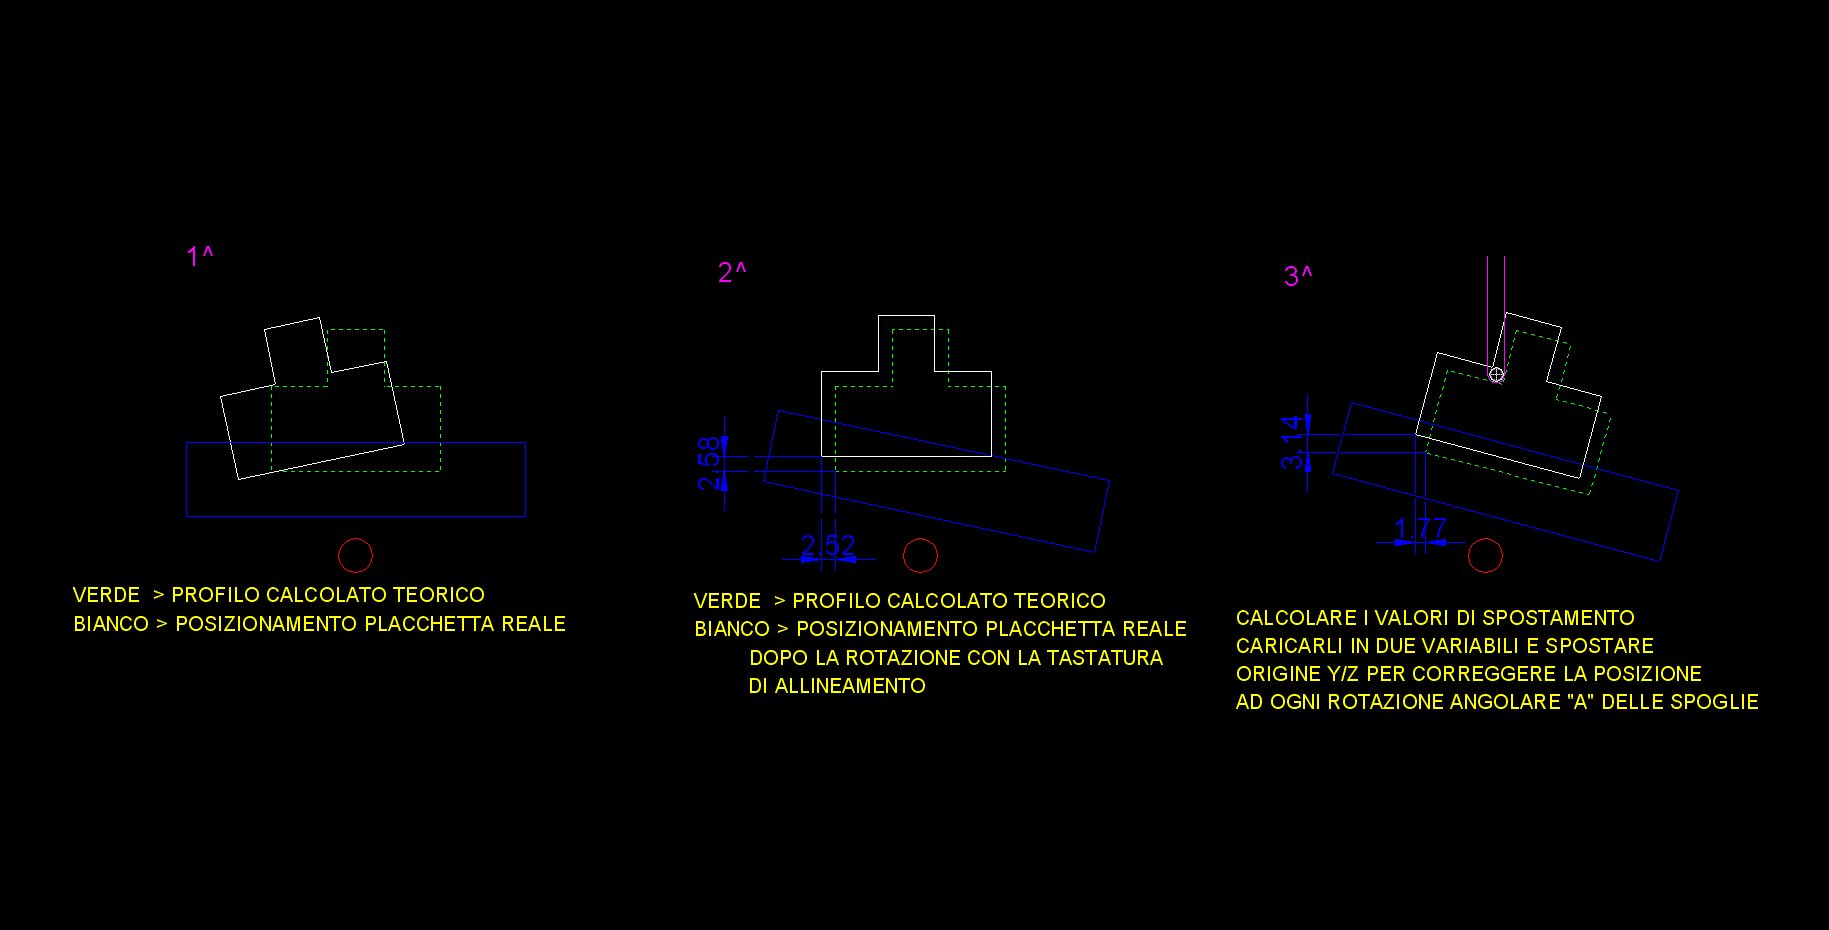 1^
VERDE > PROFILO CALCOLATO TEORICO
BIANCO > POSIZIONAMENTO PLACCHETTA REALE
2^
2.58
2.52
VERDE > PROFILO CALCOLATO TEORICO
BIANCO > POSIZIONAMENTO PLACCHETTA REALE
DOPO LA ROTAZIONE CON LA TASTATURA
DI ALLINEAMENTO
3^
3.14
1.77
CALCOLARE I VALORI DI SPOSTAMENTO
CARICARLI IN DUE VARIABILI E SPOSTARE
ORIGINE Y/Z PER CORREGGERE LA POSIZIONE
AD OGNI ROTAZIONE ANGOLARE "A" DELLE SPOGLIE